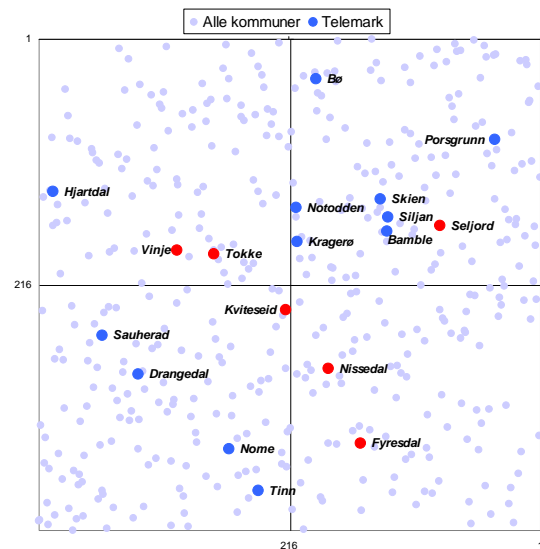 Alle kommuner Telemark
1
Bø
Porsgrunn
Hjartdal
Skien
Notodden
Siljan
Seljord
Bamble
Kragerø
Vinje
Tokke
216
Kviteseid
Sauherad
Nissedal
Drangedal
Fyresdal
Nome
Tinn
216
1